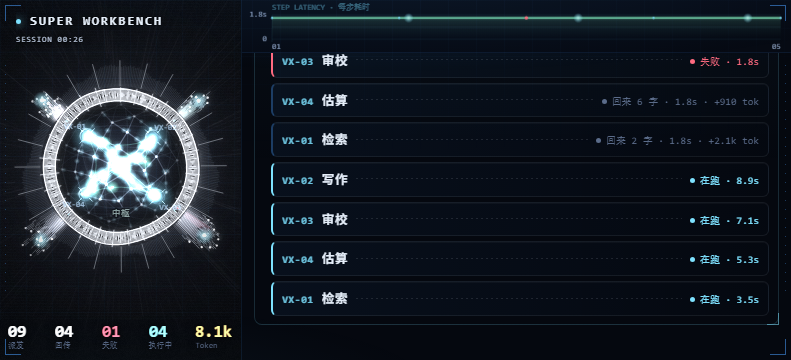 SUPER WORKBENCH
SESSION 00:26
STEP LATENCY · 每步耗时
1.8s
0
01
05
VX-03 审校 失败 · 1.8s
VX-04 估算 回来 6 字 · 1.8s · +910 tok
VX-01 检索 回来 2 字 · 1.8s · +2.1k tok
VX-02 写作 在跑 · 8.9s
VX-03 审校 在跑 · 7.1s
VX-04 估算 在跑 · 5.3s
VX-01 检索 在跑 · 3.5s
中枢
09 04 01 04 8.1k
派发 回传 失败 执行中 Token